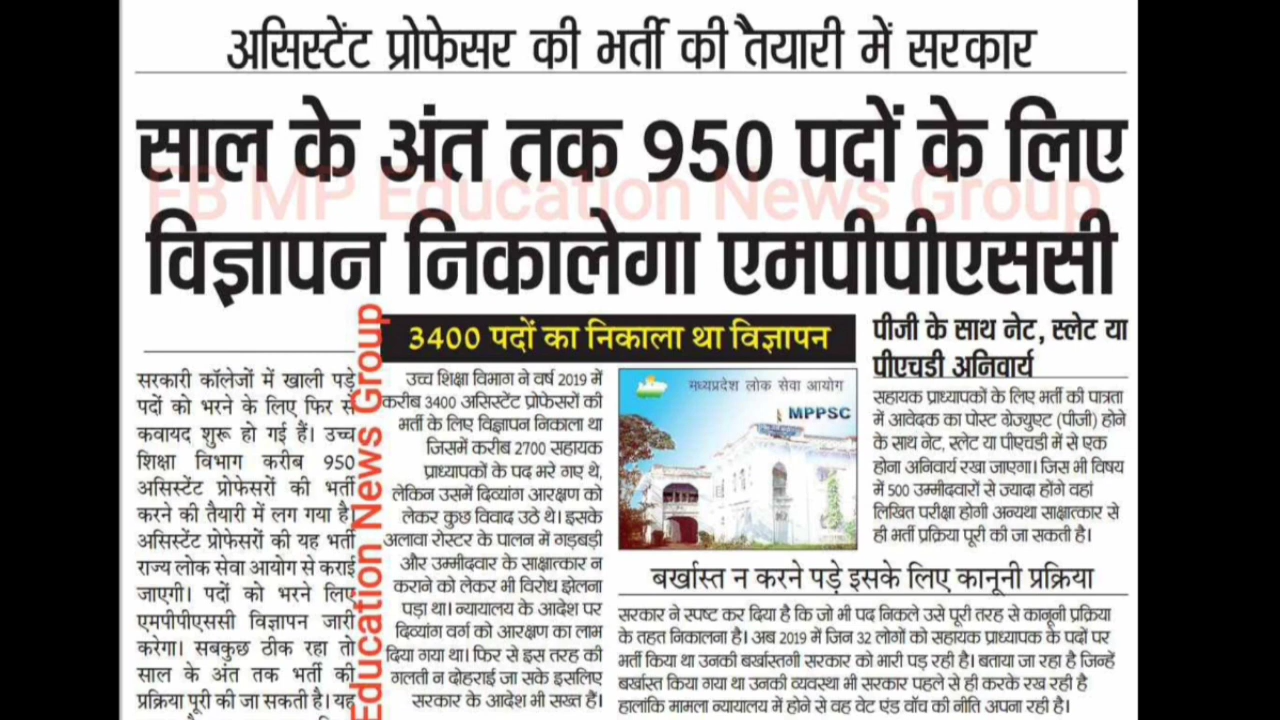 असिस्टेंट प्रोफेसर की भर्ती की तैयारी में सरकार
साल के अंत तक 950 पदों के लिए
विज्ञापन निकालेगा एमपीपीएससी
FB MP Education News Group
सरकारी कॉलेजों में खाली पड़े
पदों को भरने के लिए फिर से
कवायद शुरू हो गई हैं। उच्च
शिक्षा विभाग करीब 950
असिस्टेंट प्रोफेसरों की भर्ती
करने की तैयारी में लग गया है।
असिस्टेंट प्रोफेसरों की यह भर्ती
राज्य लोक सेवा आयोग से कराई
जाएगी। पदों को भरने लिए
एमपीपीएससी विज्ञापन जारी
करेगा। सबकुछ ठीक रहा तो
साल के अंत तक भर्ती की
प्रक्रिया पूरी की जा सकती है। यह
Education News Group
3400 पदों का निकाला था विज्ञापन
उच्च शिक्षा विभाग ने वर्ष 2019 में
करीब 3400 असिस्टेंट प्रोफेसरों की
भर्ती के लिए विज्ञापन निकाला था
जिसमें करीब 2700 सहायक
प्राध्यापकों के पद भरे गए थे,
लेकिन उसमें दिव्यांग आरक्षण को
लेकर कुछ विवाद उठे थे। इसके
अलावा रोस्टर के पालन में गड़बड़ी
और उम्मीदवार के साक्षात्कार न
कराने को लेकर भी विरोध झेलना
पड़ा था। न्यायालय के आदेश पर
दिव्यांग वर्ग को आरक्षण का लाभ
दिया गया था। फिर से इस तरह की
गलती न दोहराई जा सके इसलिए
सरकार के आदेश भी सख्त हैं।
मध्यप्रदेश लोक सेवा आयोग
MPPSC
पीजी के साथ नेट, स्लेट या
पीएचडी अनिवार्य
सहायक प्राध्यापकों के लिए भर्ती की पात्रता
में आवेदक का पोस्ट ग्रेज्युएट (पीजी) होने
के साथ नेट, स्लेट या पीएचडी में से एक
होना अनिवार्य रखा जाएगा। जिस भी विषय
में 500 उम्मीदवारों से ज्यादा होंगे वहां
लिखित परीक्षा होगी अन्यथा साक्षात्कार से
ही भर्ती प्रक्रिया पूरी की जा सकती है।
बर्खास्त न करने पड़े इसके लिए कानूनी प्रक्रिया
सरकार ने स्पष्ट कर दिया है कि जो भी पद निकले उसे पूरी तरह से कानूनी प्रक्रिया
के तहत निकालना है। अब 2019 में जिन 32 लोगों को सहायक प्राध्यापक के पदों पर
भर्ती किया था उनकी बर्खास्तगी सरकार को भारी पड़ रही है। बताया जा रहा है जिन्हें
बर्खास्त किया गया था उनकी व्यवस्था भी सरकार पहले से ही करके रख रही है
हालांकि मामला न्यायालय में होने से वह वेट एंड वॉच की नीति अपना रही है।